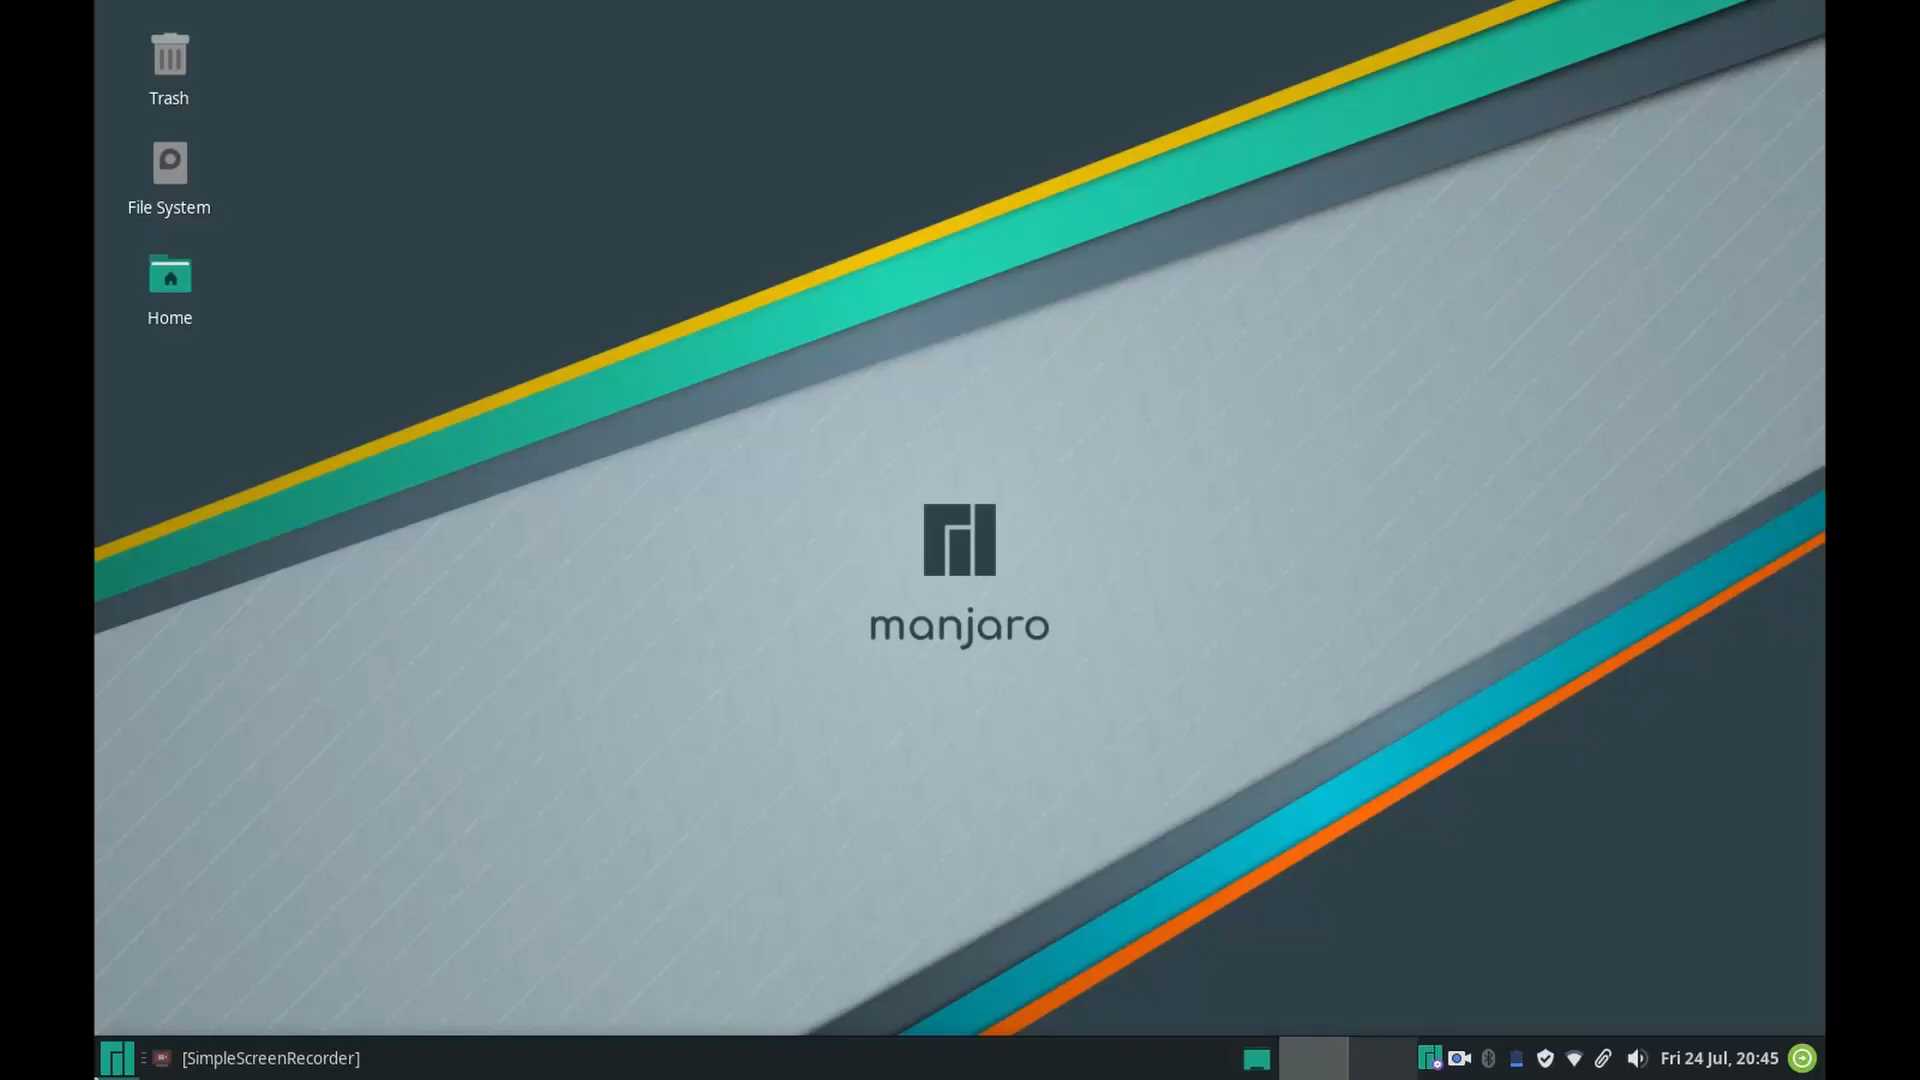 Trash
File System
Home
manjaro
[SimpleScreenRecorder]
Fri 24 Jul, 20:45